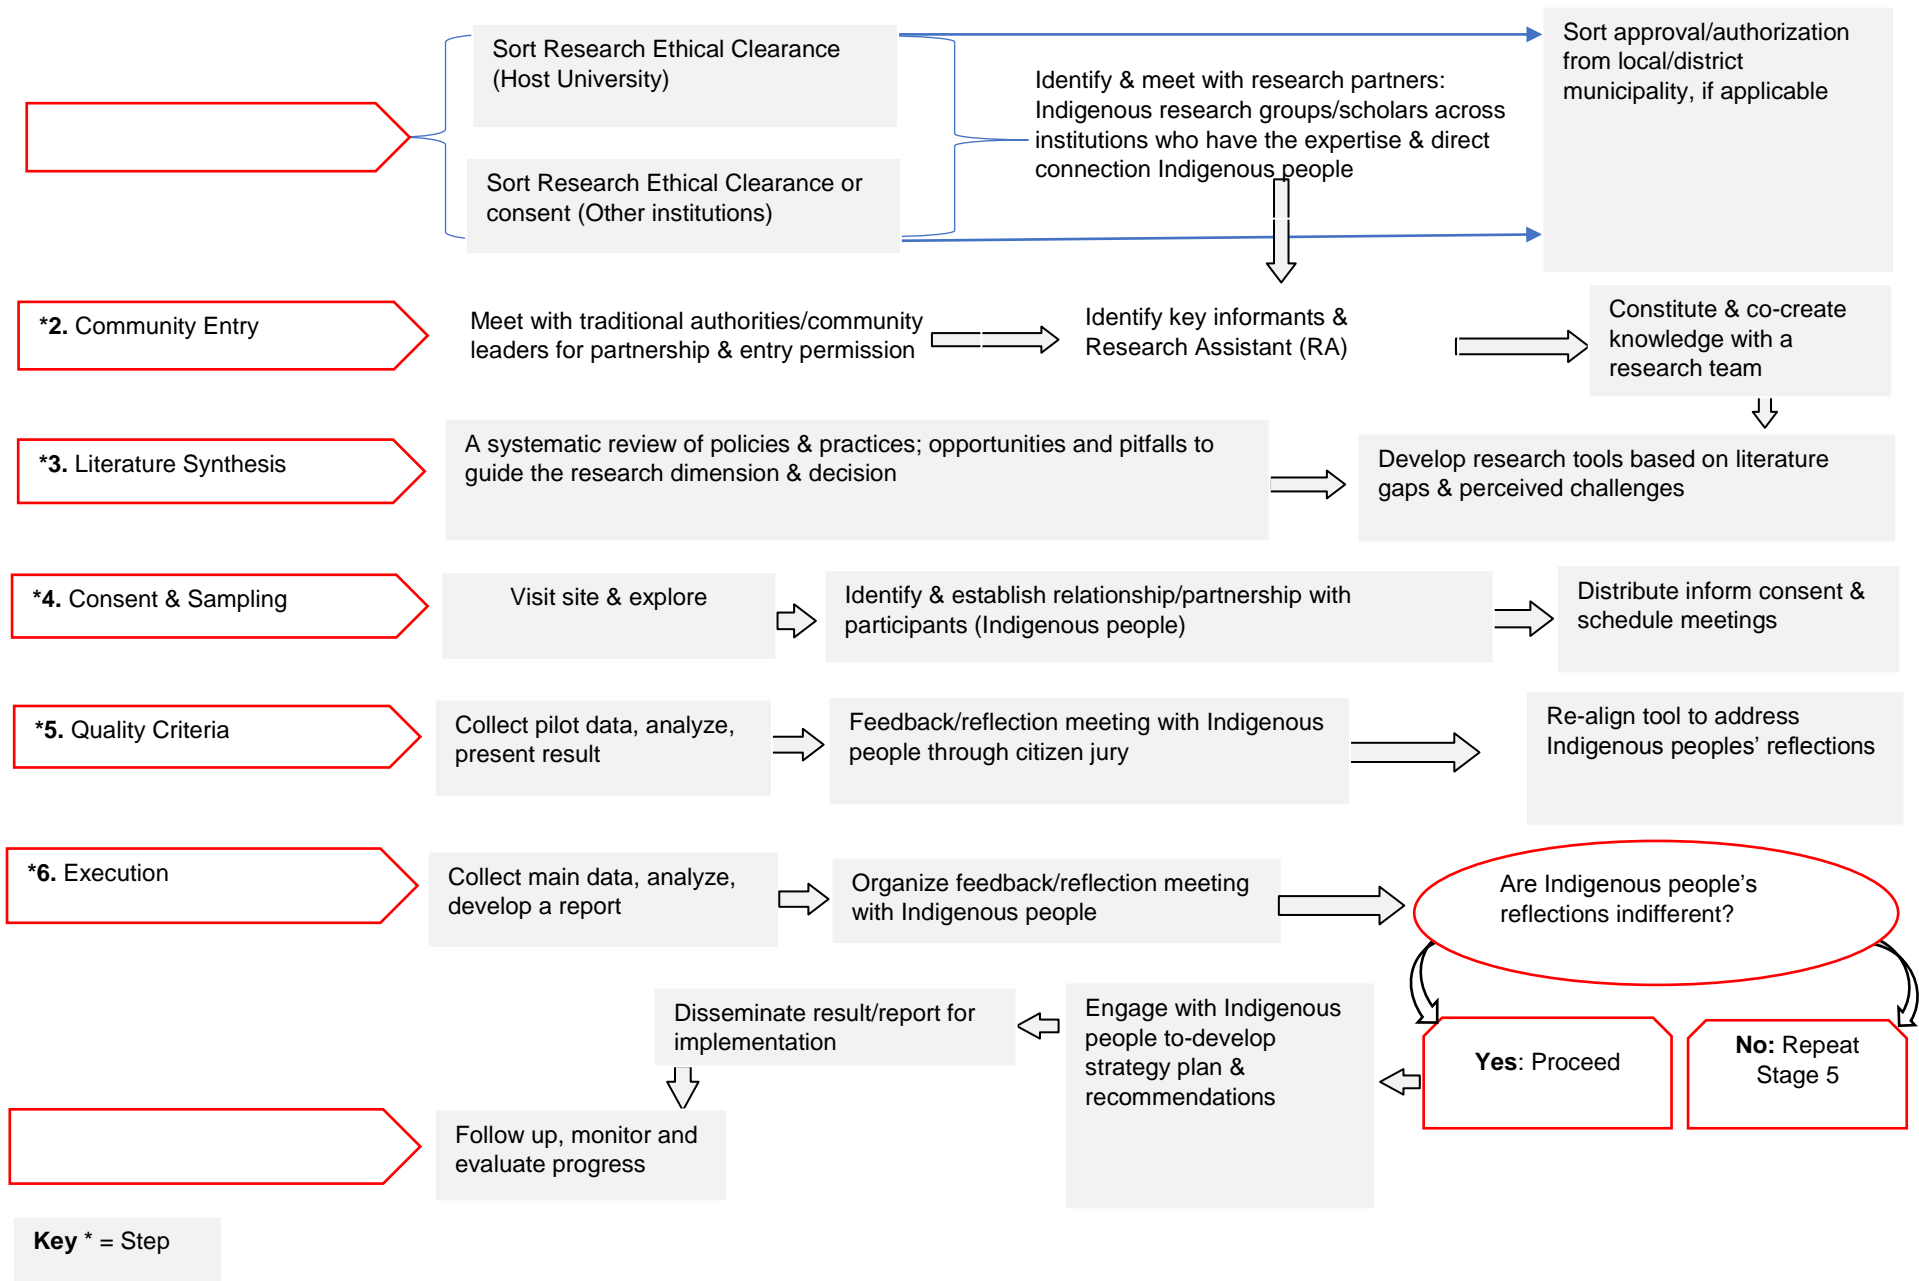 Sort Research Ethical Clearance
(Host University)
Identify & meet with research partners:
Indigenous research groups/scholars across
institutions who have the expertise & direct
connection Indigenous people
Sort approval/authorization
from local/district
municipality, if applicable
Sort Research Ethical Clearance or
consent (Other institutions)
*2. Community Entry
Meet with traditional authorities/community
leaders for partnership & entry permission
Identify key informants &
Research Assistant (RA)
Constitute & co-create
knowledge with a
research team
*3. Literature Synthesis
A systematic review of policies & practices; opportunities and pitfalls to
guide the research dimension & decision
Develop research tools based on literature
gaps & perceived challenges
*4. Consent & Sampling
Visit site & explore
Identify & establish relationship/partnership with
participants (Indigenous people)
Distribute inform consent &
schedule meetings
*5. Quality Criteria
Collect pilot data, analyze,
present result
Feedback/reflection meeting with Indigenous
people through citizen jury
Re-align tool to address
Indigenous peoples’ reflections
*6. Execution
Collect main data, analyze,
develop a report
Organize feedback/reflection meeting
with Indigenous people
Are Indigenous people’s
reflections indifferent?
Yes: Proceed
No: Repeat
Stage 5
Engage with Indigenous
people to-develop
strategy plan &
recommendations
Disseminate result/report for
implementation
Follow up, monitor and
evaluate progress
Key * = Step